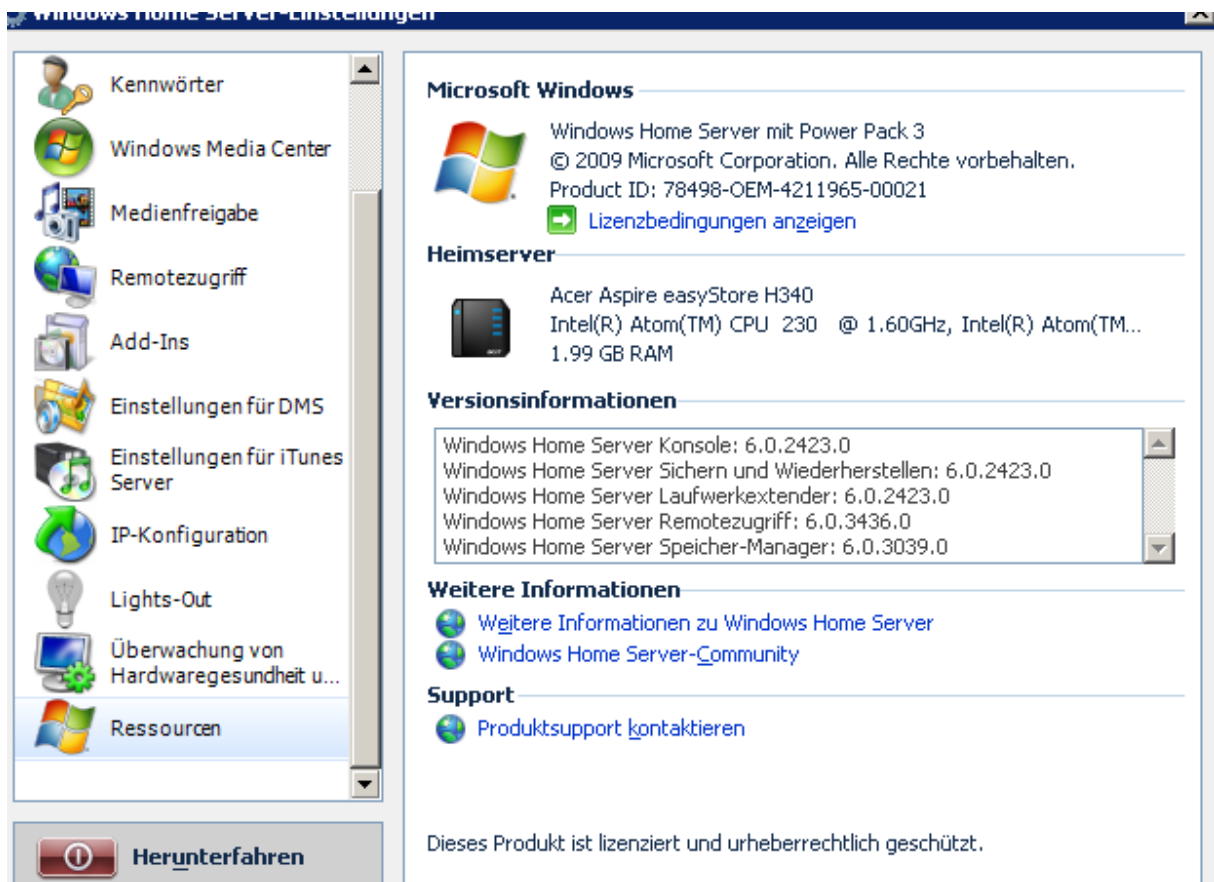 Windows Home Server-Einstellungen
Kennwörter
Windows Media Center
Medienfreigabe
Remotezugriff
Add-Ins
Einstellungen für DMS
Einstellungen für iTunes
Server
IP-Konfiguration
Lights-Out
Überwachung von
Hardwaregesundheit u...
Ressourcen
Herunterfahren
Microsoft Windows
Windows Home Server mit Power Pack 3
© 2009 Microsoft Corporation. Alle Rechte vorbehalten.
Product ID: 78498-OEM-4211965-00021
Lizenzbedingungen anzeigen
Heimserver
Acer Aspire easyStore H340
Intel(R) Atom(TM) CPU 230 @ 1.60GHz, Intel(R) Atom(TM...
1.99 GB RAM
Versionsinformationen
Windows Home Server Konsole: 6.0.2423.0
Windows Home Server Sichern und Wiederherstellen: 6.0.2423.0
Windows Home Server Laufwerkextender: 6.0.2423.0
Windows Home Server Remotezugriff: 6.0.3436.0
Windows Home Server Speicher-Manager: 6.0.3039.0
Weitere Informationen
Weitere Informationen zu Windows Home Server
Windows Home Server-Community
Support
Produktsupport kontaktieren
Dieses Produkt ist lizenziert und urheberrechtlich geschützt.